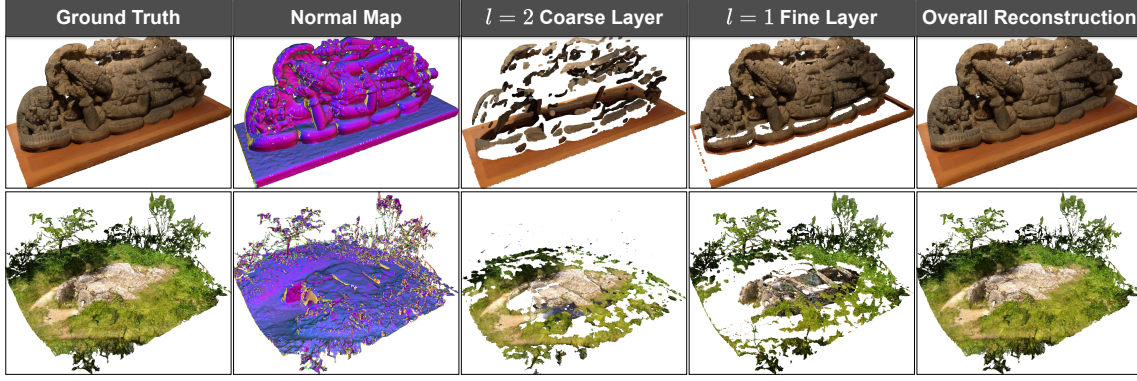 Ground Truth
Normal Map
l = 2 Coarse Layer
l = 1 Fine Layer
Overall Reconstruction